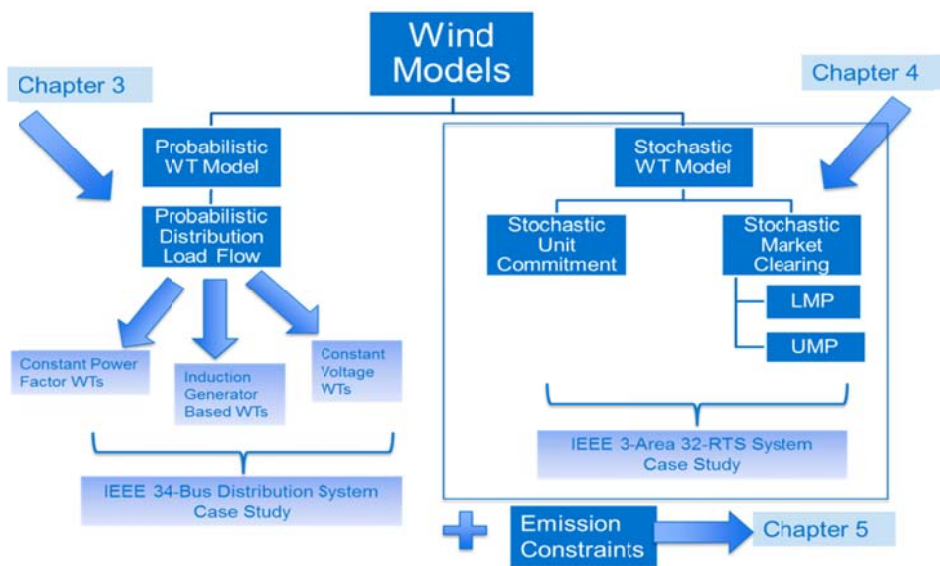 Wind
Models
Chapter 3
Chapter 4
Probabilistic
WT Model
Stochastic
WT Model
Probabilistic
Distribution
Load Flow
Stochastic
Unit
Commitment
Stochastic
Market
Clearing
LMP
UMP
Constant Power
Factor WTs
Induction
Generator
Based WTs
Constant
Voltage
WTs
IEEE 34-Bus Distribution System
Case Study
IEEE 3-Area 32-RTS System
Case Study
Emission
Constraints
Chapter 5